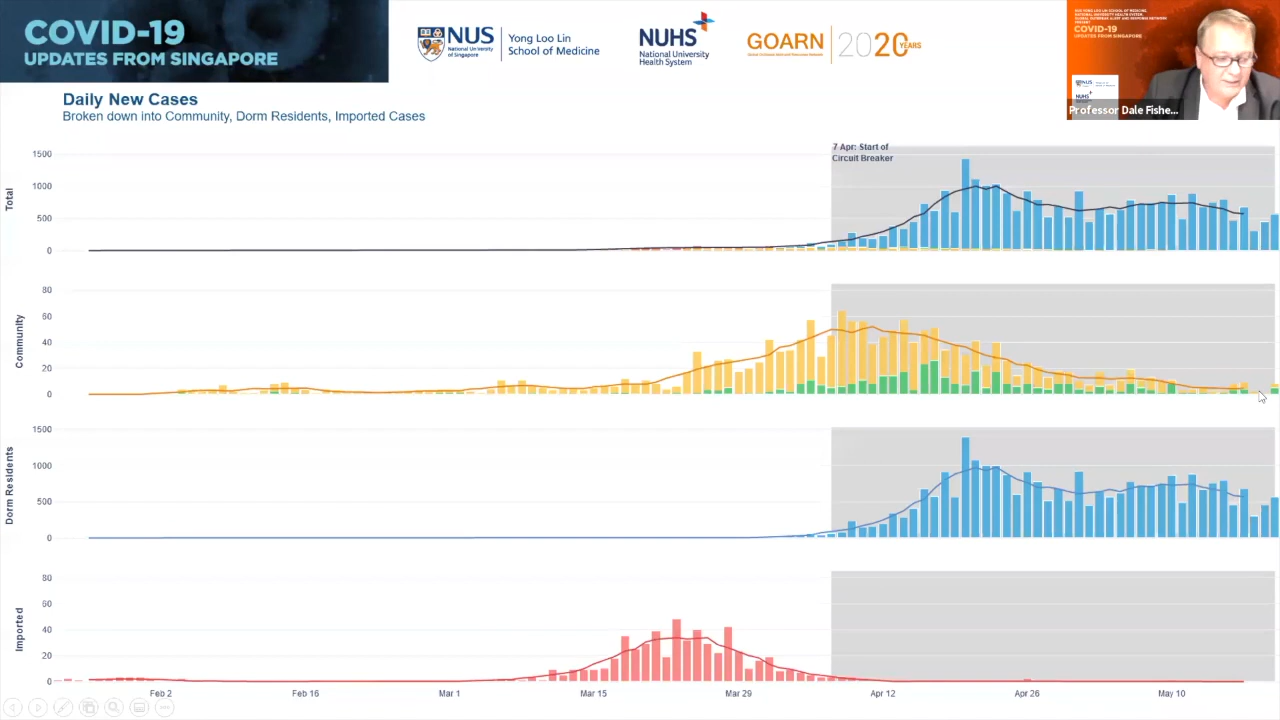 COVID-19
UPDATES FROM SINGAPORE
NUS
National University
of Singapore
Yong Loo Lin
School of Medicine
NUHS
National University
Health System
GOARN
2020 YEARS
COVID-19
UPDATES FROM SINGAPORE
NUS
NUHS
Professor Dale Fishe...
Daily New Cases
Broken down into Community, Dorm Residents, Imported Cases
7 Apr: Start of
Circuit Breaker
Total
1500
1000
500
0
Community
80
60
40
20
0
Dorm Residents
1500
1000
500
0
Imported
80
60
40
20
0
Feb 2 Feb 16 Mar 1 Mar 15 Mar 29 Apr 12 Apr 26 May 10